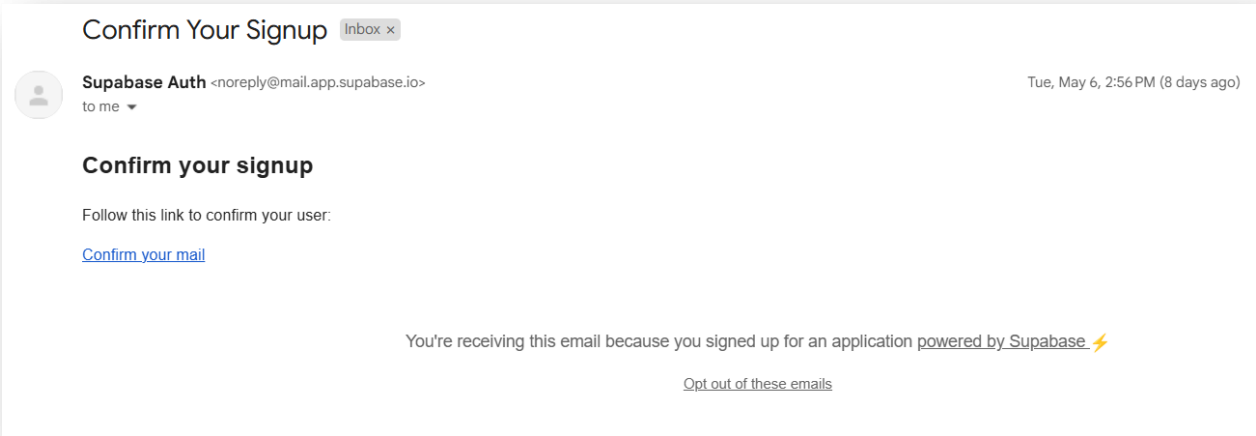 Confirm Your Signup Inbox ×
Supabase Auth <noreply@mail.app.supabase.io> Tue, May 6, 2:56 PM (8 days ago)
to me
Confirm your signup
Follow this link to confirm your user:
Confirm your mail
You're receiving this email because you signed up for an application powered by Supabase ⚡
Opt out of these emails